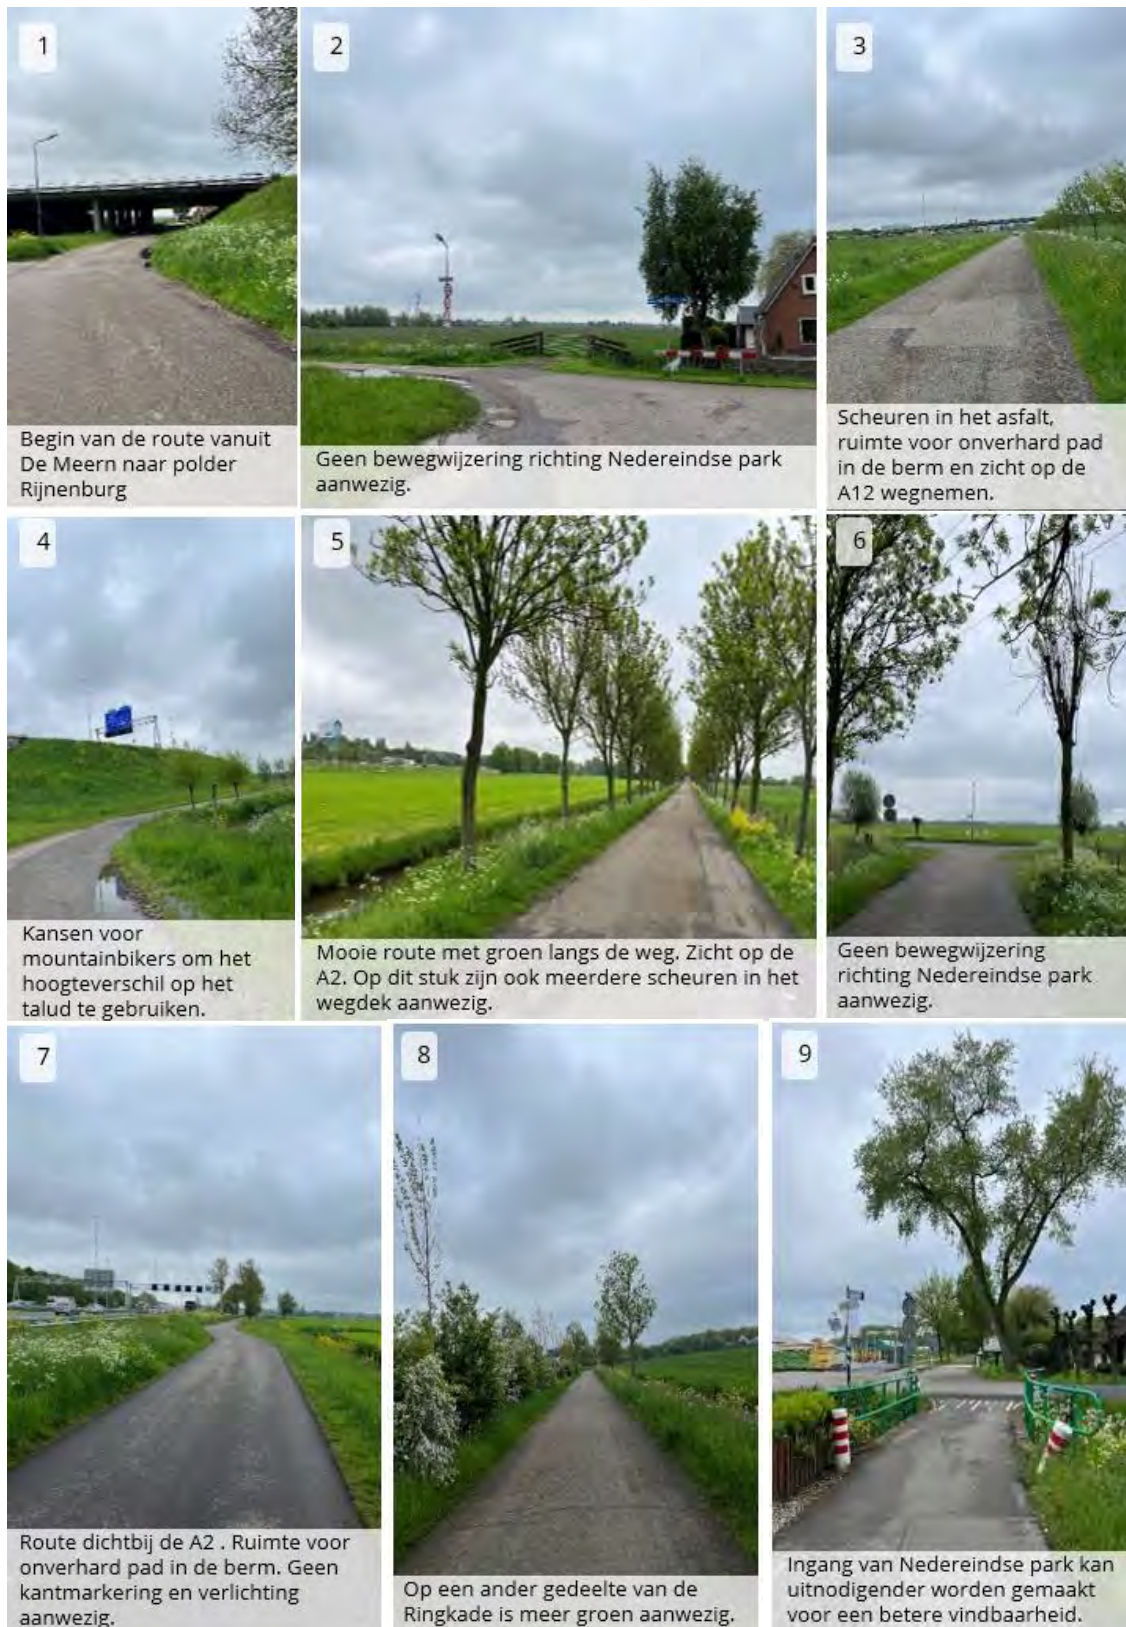 1
Begin van de route vanuit
De Meern naar polder
Rijnenburg
2
Geen bewegwijzering richting Nedereindse park
aanwezig.
3
Scheuren in het asfalt,
ruimte voor onverhard pad
in de berm en zicht op de
A12 wegnemen.
4
Kansen voor
mountainbikers om het
hoogteverschil op het
talud te gebruiken.
5
Mooie route met groen langs de weg. Zicht op de
A2. Op dit stuk zijn ook meerdere scheuren in het
wegdek aanwezig.
6
Geen bewegwijzering
richting Nedereindse park
aanwezig.
7
Route dichtbij de A2 . Ruimte voor
onverhard pad in de berm. Geen
kantmarkering en verlichting
aanwezig.
8
Op een ander gedeelte van de
Ringkade is meer groen aanwezig.
9
Ingang van Nedereindse park kan
uitnodigender worden gemaakt
voor een betere vindbaarheid.